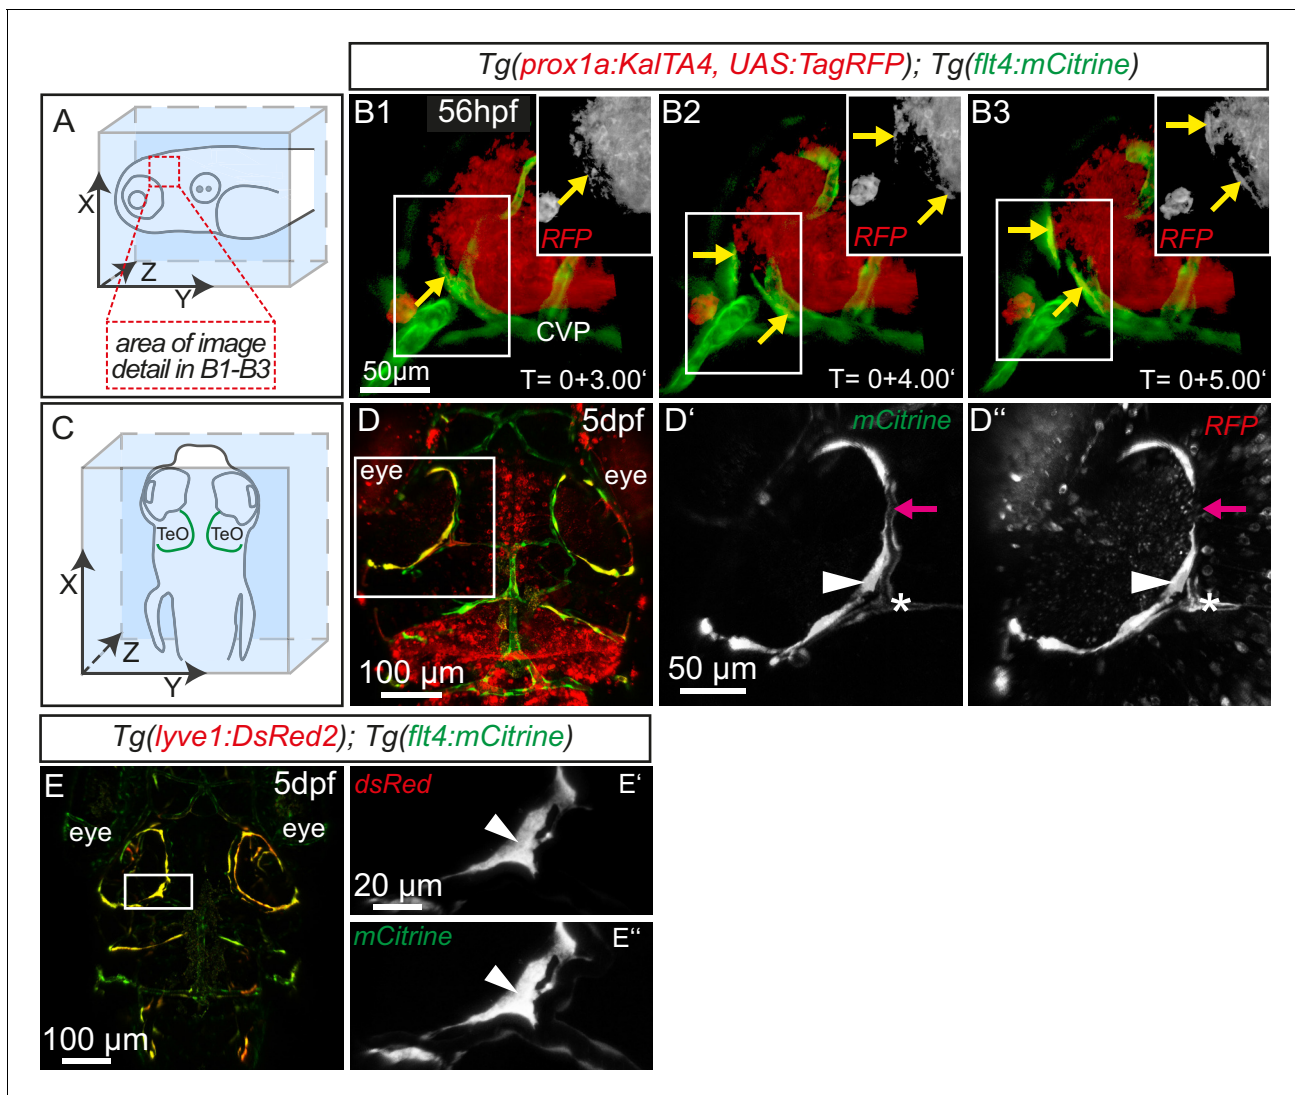 Tg(prox1a:KalTA4, UAS:TagRFP); Tg(flt4:mCitrine)
A
X
Z
Y
area of image
detail in B1-B3
B1
56hpf
RFP
CVP
50µm
T= 0+3.00‘
B2
RFP
T= 0+4.00‘
B3
RFP
T= 0+5.00‘
C
TeO
TeO
X
Z
Y
D
5dpf
eye
eye
100 µm
D‘
mCitrine
*
50 µm
D‘‘
RFP
*
Tg(lyve1:DsRed2); Tg(flt4:mCitrine)
E
5dpf
eye
eye
100 µm
dsRed
E‘
20 µm
mCitrine
E‘‘